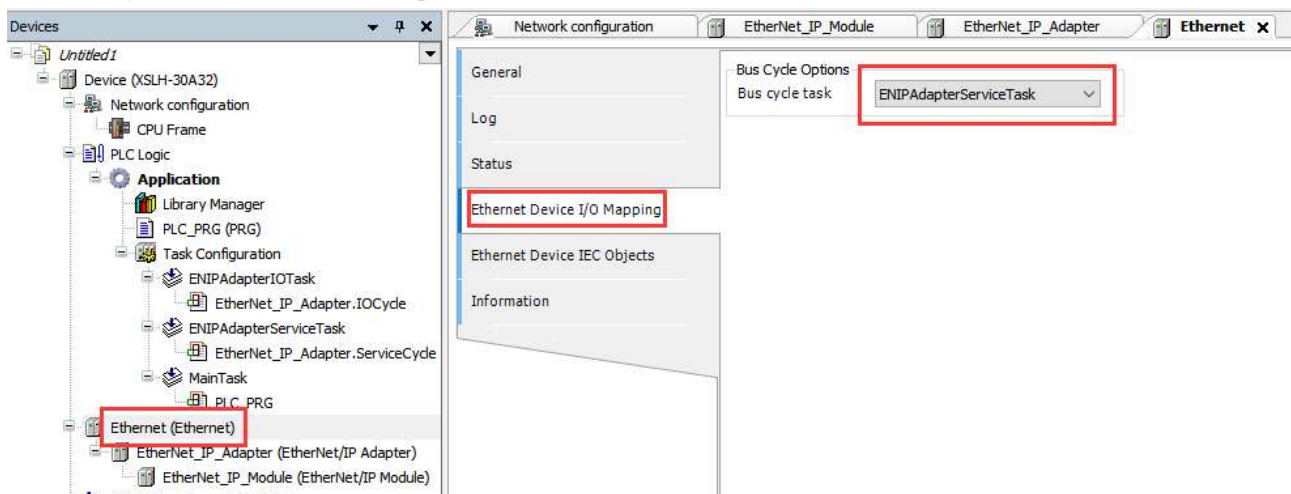 Devices
Untitled1
Device (XSLH-30A32)
Network configuration
CPU Frame
PLC Logic
Application
Library Manager
PLC_PRG (PRG)
Task Configuration
ENIPAdapterIOTask
EtherNet_IP_Adapter.IOCycle
ENIPAdapterServiceTask
EtherNet_IP_Adapter.ServiceCycle
MainTask
PLC_PRG
Ethernet (Ethernet)
EtherNet_IP_Adapter (EtherNet/IP Adapter)
EtherNet_IP_Module (EtherNet/IP Module)
Network configuration
EtherNet_IP_Module
EtherNet_IP_Adapter
Ethernet
General
Log
Status
Ethernet Device I/O Mapping
Ethernet Device IEC Objects
Information
Bus Cycle Options
Bus cycle task
ENIPAdapterServiceTask